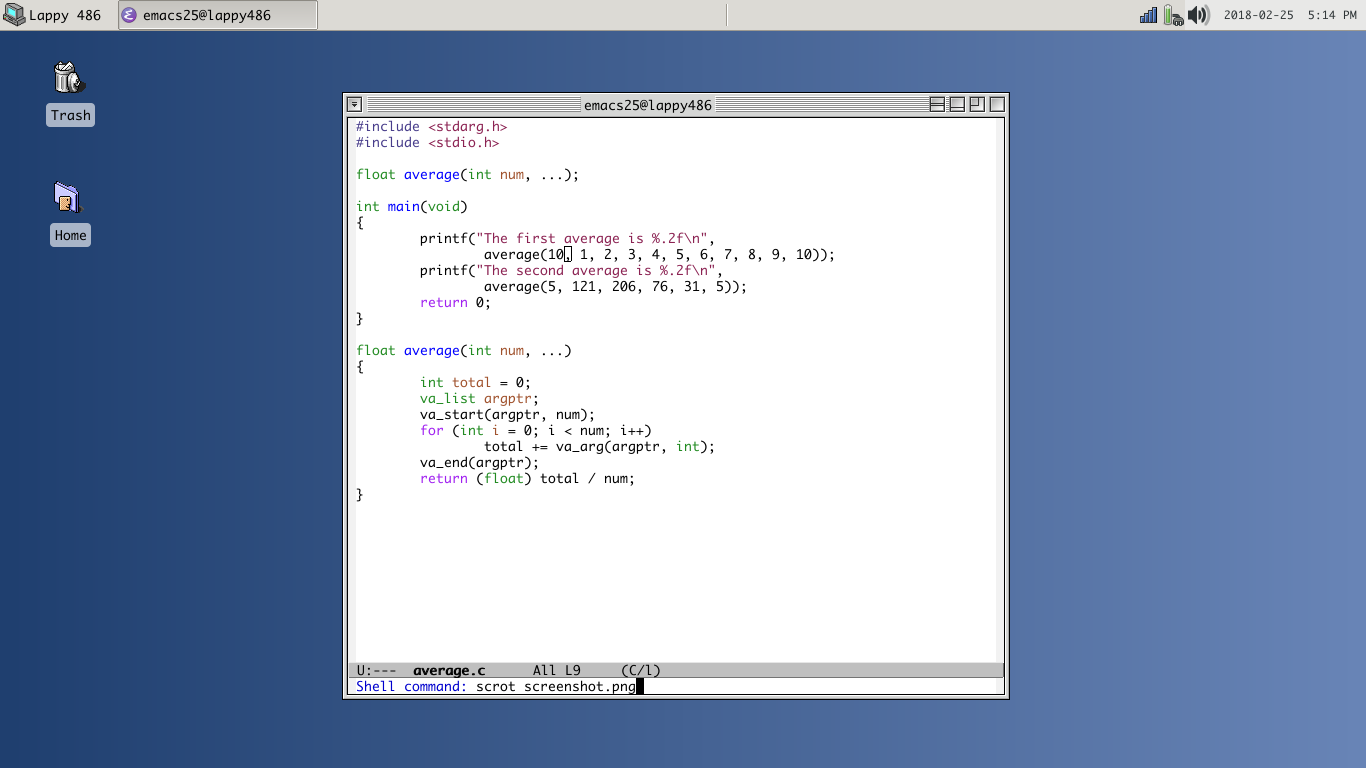 Lappy 486 emacs25@lappy486 2018-02-25 5:14 PM
Trash
Home
emacs25@lappy486
#include <stdarg.h>
#include <stdio.h>

float average(int num, ...);

int main(void)
{
        printf("The first average is %.2f\n",
                average(10, 1, 2, 3, 4, 5, 6, 7, 8, 9, 10));
        printf("The second average is %.2f\n",
                average(5, 121, 206, 76, 31, 5));
        return 0;
}

float average(int num, ...)
{
        int total = 0;
        va_list argptr;
        va_start(argptr, num);
        for (int i = 0; i < num; i++)
                total += va_arg(argptr, int);
        va_end(argptr);
        return (float) total / num;
}
U:--- average.c All L9 (C/l)
Shell command: scrot screenshot.png